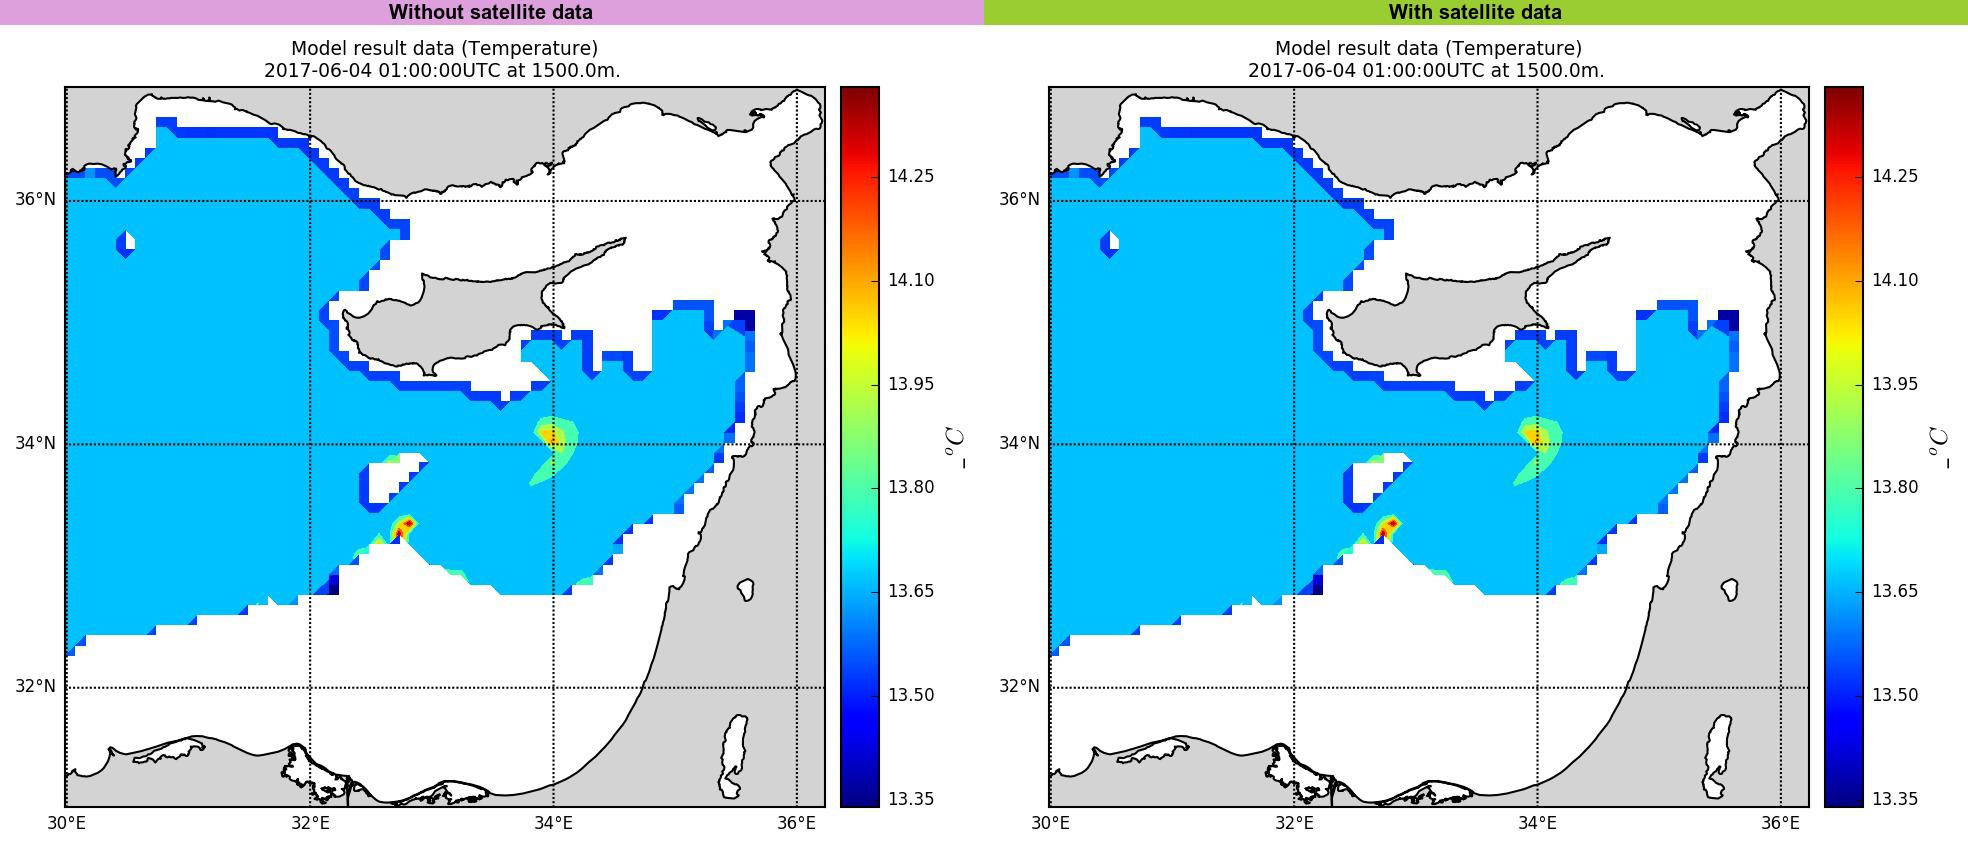 Without satellite data
With satellite data
Model result data (Temperature)
2017-06-04 01:00:00UTC at 1500.0m.
36°N
34°N
32°N
30°E
32°E
34°E
36°E
14.25
14.10
13.95
13.80
13.65
13.50
13.35
_°C
Model result data (Temperature)
2017-06-04 01:00:00UTC at 1500.0m.
36°N
34°N
32°N
30°E
32°E
34°E
36°E
14.25
14.10
13.95
13.80
13.65
13.50
13.35
_°C